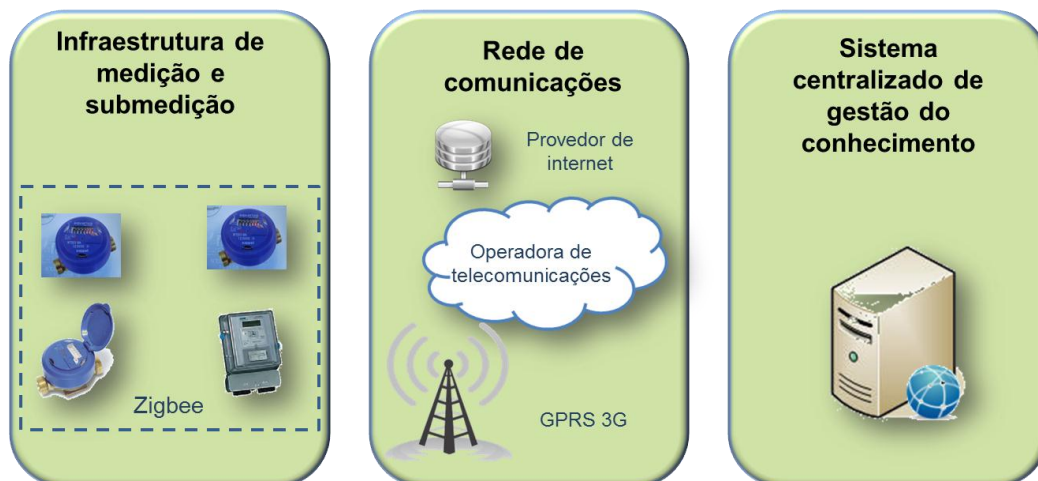 Infraestrutura de
medição e
submedição
Zigbee
Rede de
comunicações
Provedor de
internet
Operadora de
telecomunicações
GPRS 3G
Sistema
centralizado de
gestão do
conhecimento